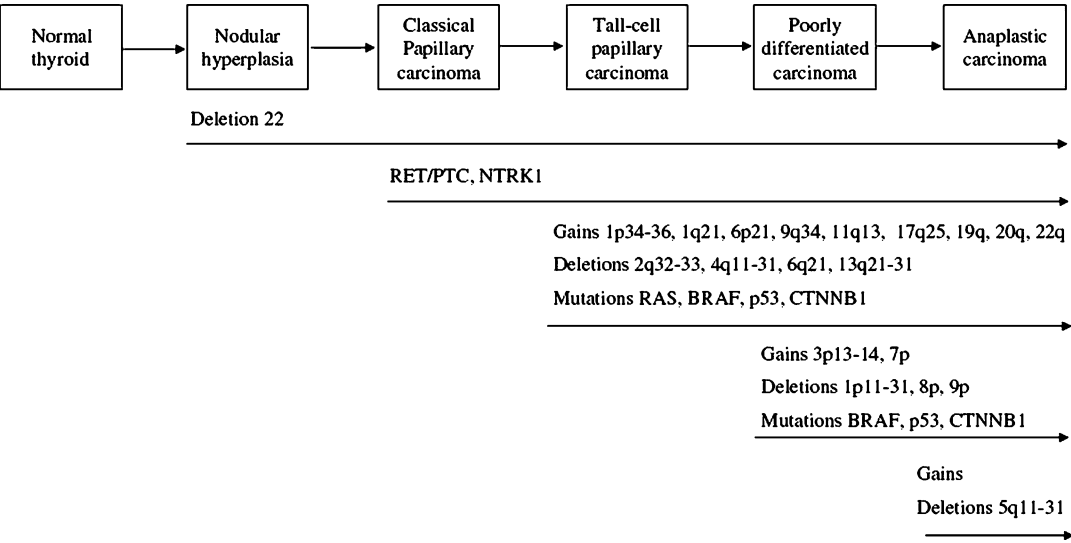 Normal
thyroid
Nodular
hyperplasia
Classical
Papillary
carcinoma
Tall-cell
papillary
carcinoma
Poorly
differentiated
carcinoma
Anaplastic
carcinoma
Deletion 22
RET/PTC, NTRK1
Gains 1p34-36, 1q21, 6p21, 9q34, 11q13, 17q25, 19q, 20q, 22q
Deletions 2q32-33, 4q11-31, 6q21, 13q21-31
Mutations RAS, BRAF, p53, CTNNB1
Gains 3p13-14, 7p
Deletions 1p11-31, 8p, 9p
Mutations BRAF, p53, CTNNB1
Gains
Deletions 5q11-31